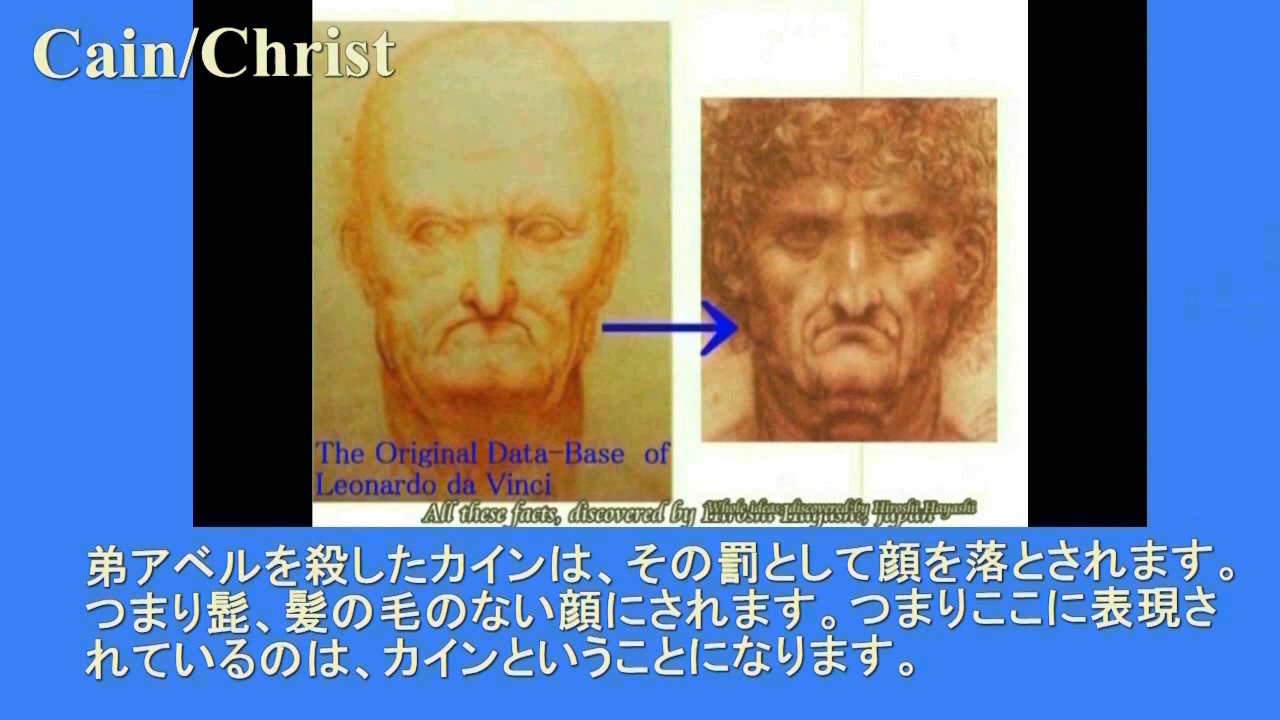 Cain/Christ
The Original Data-Base of
Leonardo da Vinci
All these facts, discovered by Hiroshi Hayashi, Japan
Whole ideas discovered by Hiroshi Hayashi
弟アベルを殺したカインは、その罰として顔を落とされます。
つまり髭、髪の毛のない顔にされます。つまりここに表現さ
れているのは、カインということになります。